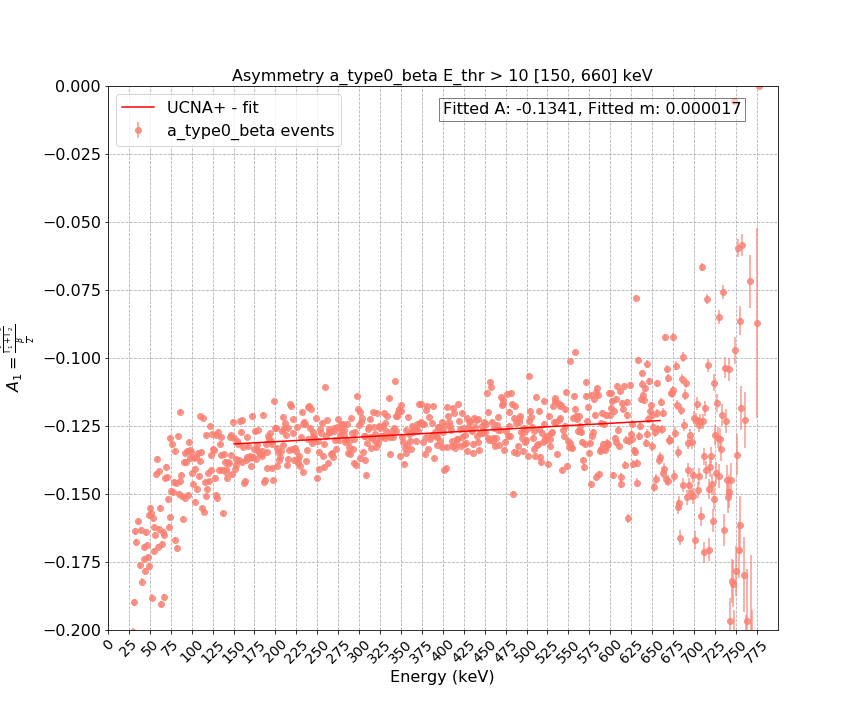 Asymmetry a_type0_beta E_thr > 10 [150, 660] keV
UCNA+ - fit
a_type0_beta events
Fitted A: -0.1341, Fitted m: 0.000017
0.000
−0.025
−0.050
−0.075
−0.100
−0.125
−0.150
−0.175
−0.200
0 25 50 75 100 125 150 175 200 225 250 275 300 325 350 375 400 425 450 475 500 525 550 575 600 625 650 675 700 725 750 775
Energy (keV)
A1 =